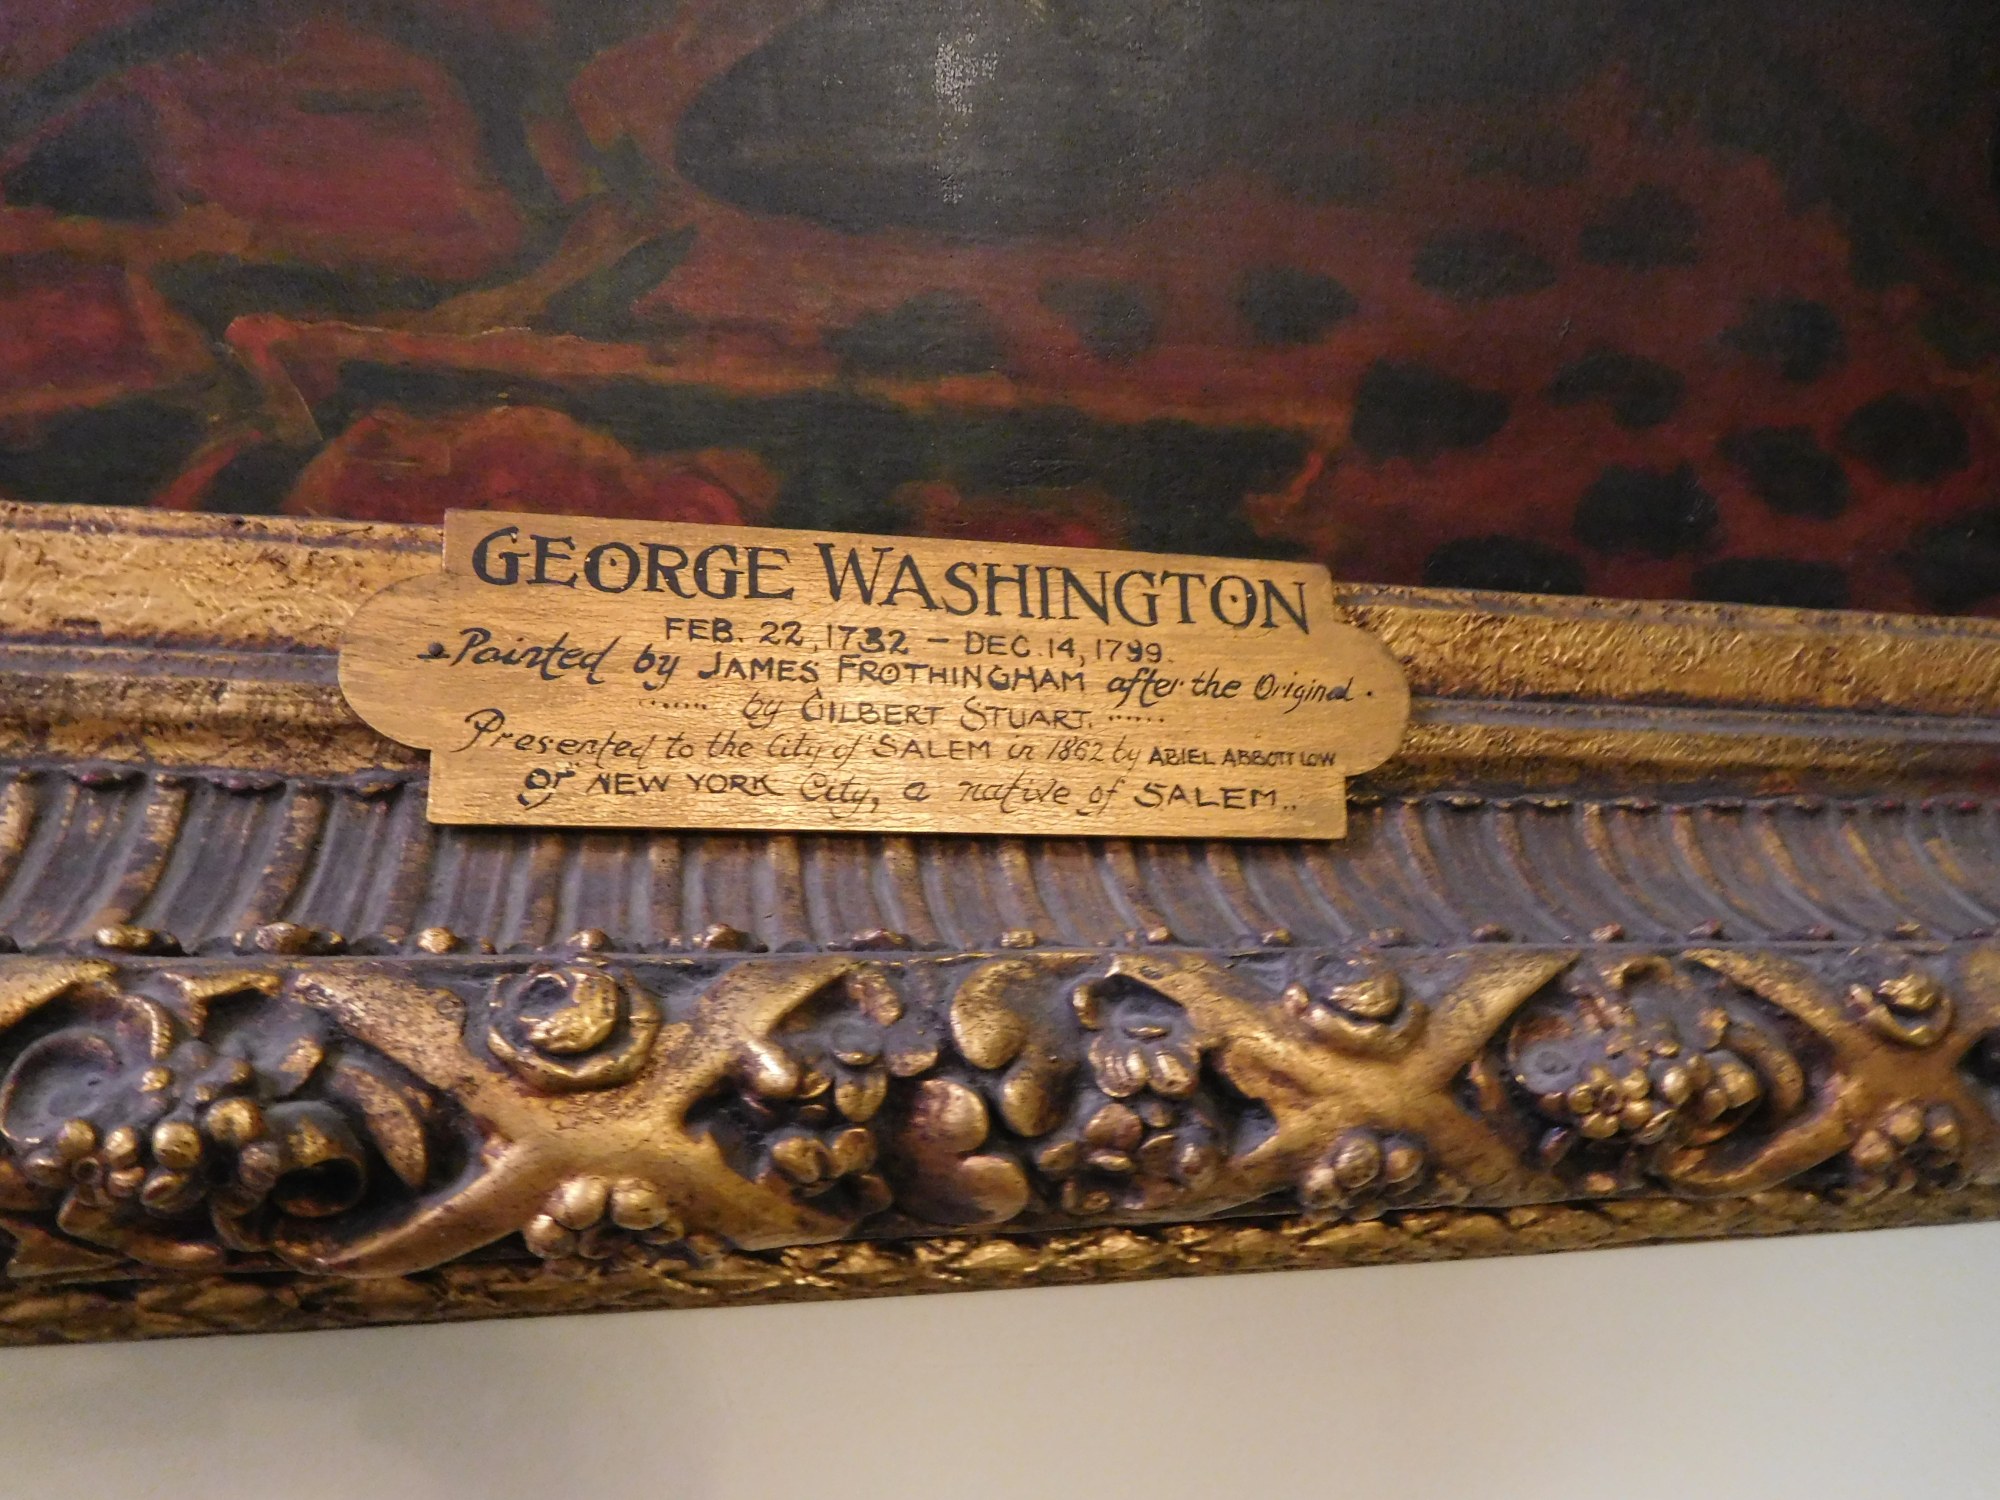 GEORGE WASHINGTON
FEB. 22, 1732 – DEC. 14, 1799.
Painted by JAMES FROTHINGHAM after the Original.
..... by GILBERT STUART. .....
Presented to the City of SALEM in 1862 by ABIEL ABBOTT LOW
of NEW YORK City, a native of SALEM..